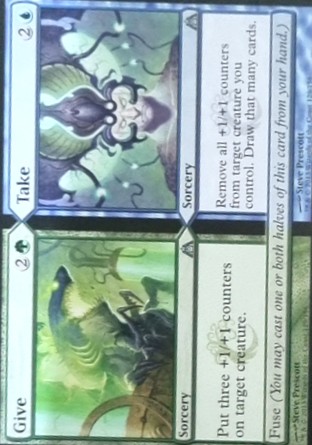 Give 2
Sorcery
Put three +1/+1 counters
on target creature.
Take 2
Sorcery
Remove all +1/+1 counters
from target creature you
control. Draw that many cards.
Fuse (You may cast one or both halves of this card from your hand.)
Steve Prescott
Steve Prescott